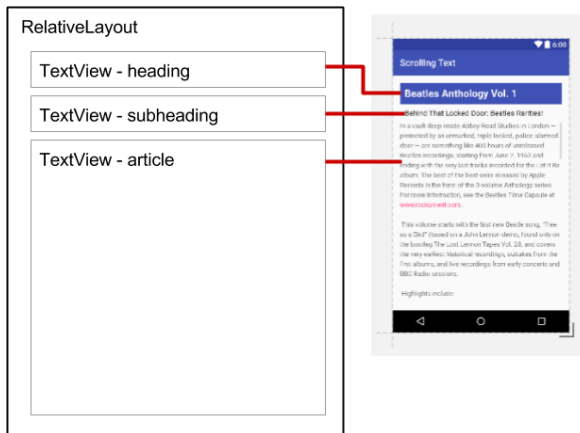 RelativeLayout
TextView - heading
TextView - subheading
TextView - article
6:00
Scrolling Text
Beatles Anthology Vol. 1
Behind That Locked Door: Beatles Rarities!
In a vault deep inside Abbey Road Studios in London —
protected by an unmarked, triple-locked, police-alarmed
door — are something like 400 hours of unreleased
Beatles recordings, starting from June 2, 1962 and
ending with the very last tracks recorded for the Let It Be
album. The best of the best were released by Apple
Records in the form of the 3-volume Anthology series.
For more information, see the Beatles Time Capsule at
www.rockument.com.
This volume starts with the first new Beatle song, "Free
as a Bird" (based on a John Lennon demo, found only on
the bootleg The Lost Lennon Tapes Vol. 28, and covers
the very earliest historical recordings, outtakes from the
first albums, and live recordings from early concerts and
BBC Radio sessions.
Highlights include: